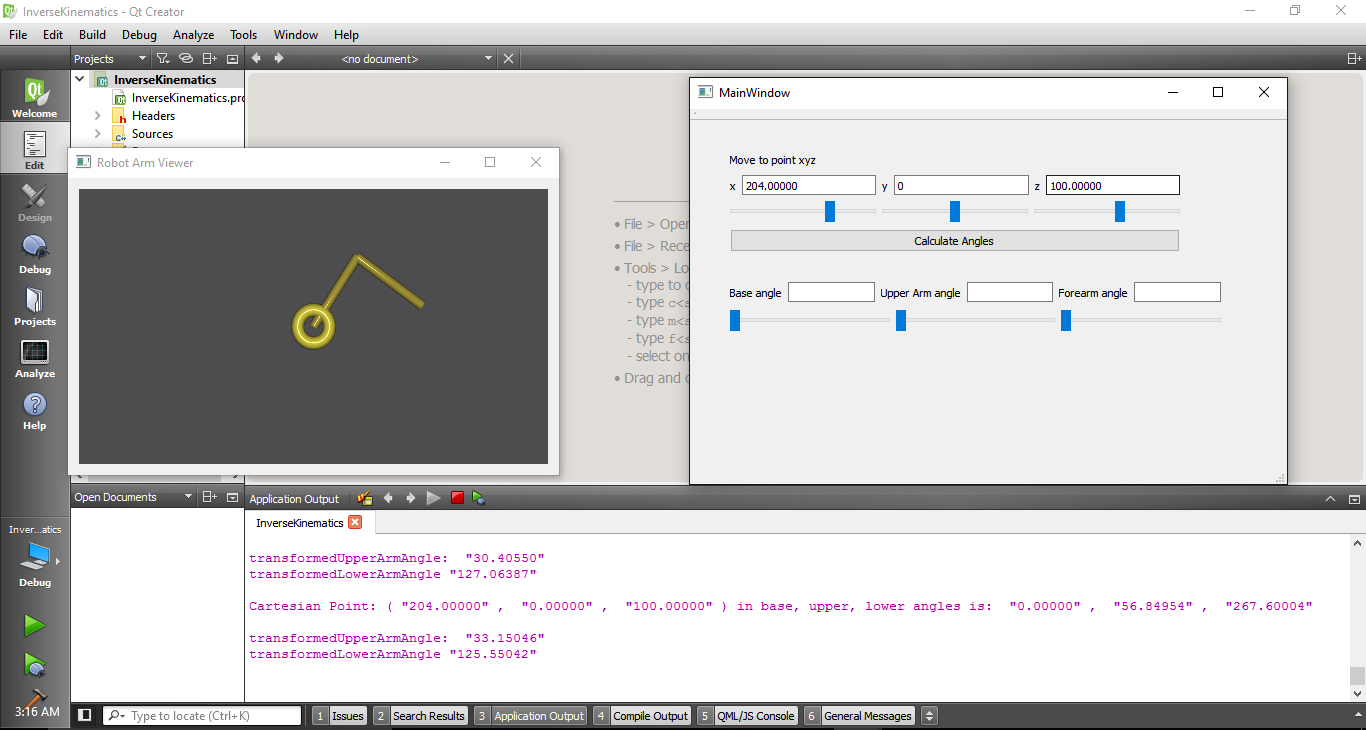 InverseKinematics - Qt Creator
File Edit Build Debug Analyze Tools Window Help
Projects
<no document>
Welcome
Edit
Design
Debug
Projects
Analyze
Help
InverseKinematics
InverseKinematics.pro
Headers
Sources
Robot Arm Viewer
• File > Open
• File > Rece
• Tools > Lo
- type to o
- type c<s
- type m<s
- type f<s
- select on
• Drag and d
MainWindow
Move to point xyz
x 204.00000 y 0 z 100.00000
Calculate Angles
Base angle Upper Arm angle Forearm angle
Open Documents
Application Output
InverseKinematics
transformedUpperArmAngle: "30.40550"
transformedLowerArmAngle "127.06387"
Cartesian Point: ( "204.00000" , "0.00000" , "100.00000" ) in base, upper, lower angles is: "0.00000" , "56.84954" , "267.60004"
transformedUpperArmAngle: "33.15046"
transformedLowerArmAngle "125.55042"
Inver...atics
Debug
3:16 AM
Type to locate (Ctrl+K)
1 Issues 2 Search Results 3 Application Output 4 Compile Output 5 QML/JS Console 6 General Messages